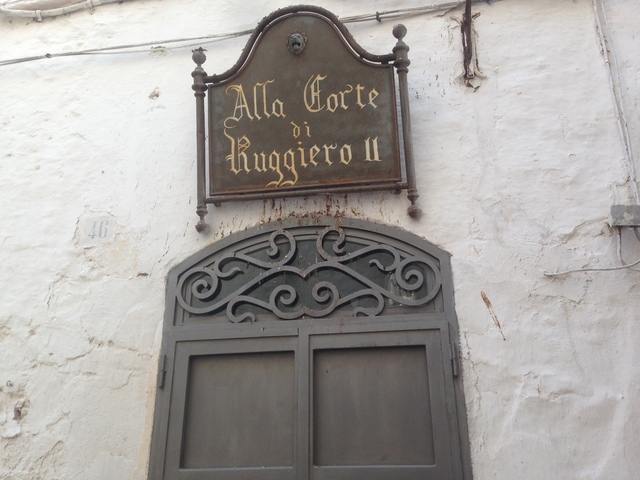 Alla Corte
di
Ruggiero II
46